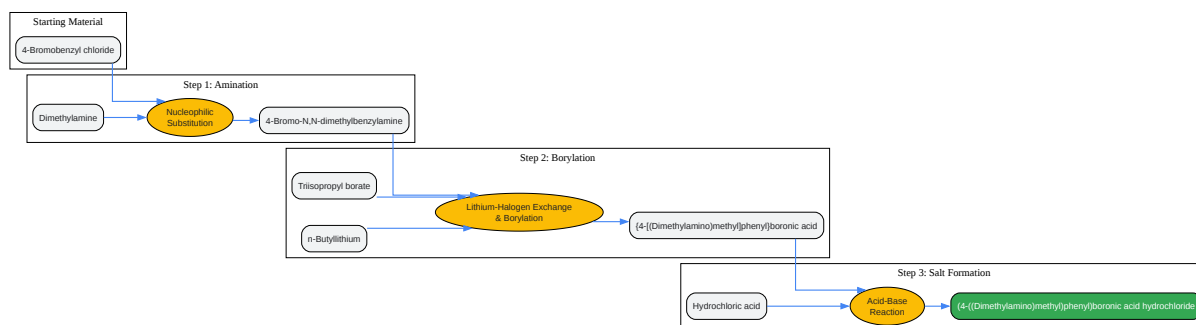 Starting Material
4-Bromobenzyl chloride
Step 1: Amination
Dimethylamine
Nucleophilic
Substitution
4-Bromo-N,N-dimethylbenzylamine
Step 2: Borylation
Triisopropyl borate
n-Butyllithium
Lithium-Halogen Exchange
& Borylation
{4-[(Dimethylamino)methyl]phenyl}boronic acid
Step 3: Salt Formation
Hydrochloric acid
Acid-Base
Reaction
(4-((Dimethylamino)methyl)phenyl)boronic acid hydrochloride